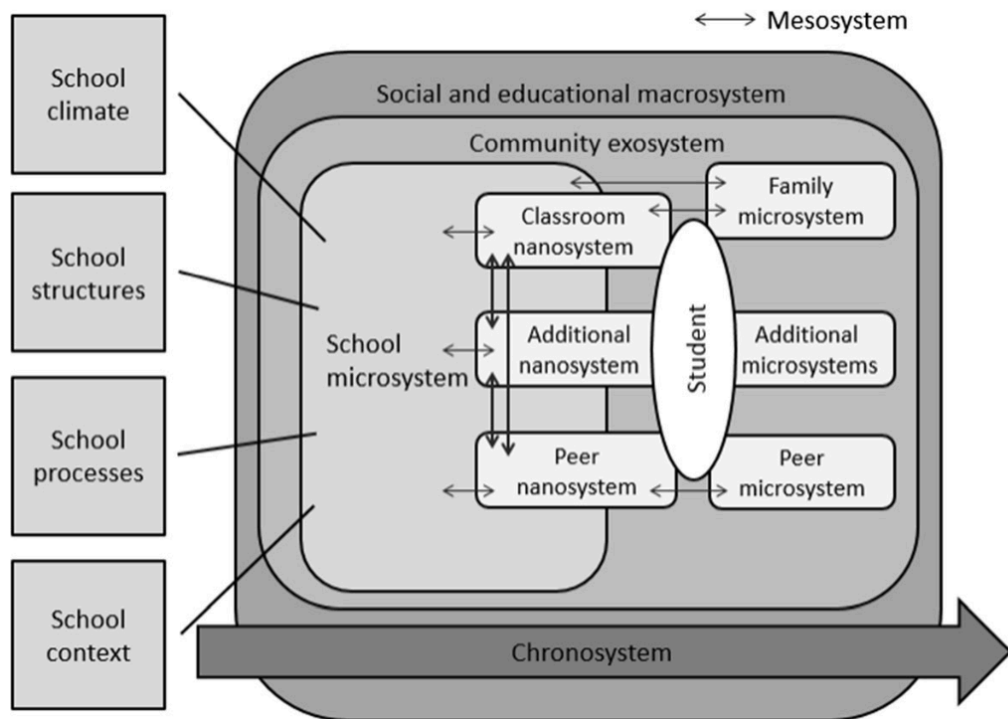 Mesosystem
School
climate
School
structures
School
processes
School
context
Social and educational macrosystem
Community exosystem
School
microsystem
Classroom
nanosystem
Additional
nanosystem
Peer
nanosystem
Student
Family
microsystem
Additional
microsystems
Peer
microsystem
Chronosystem